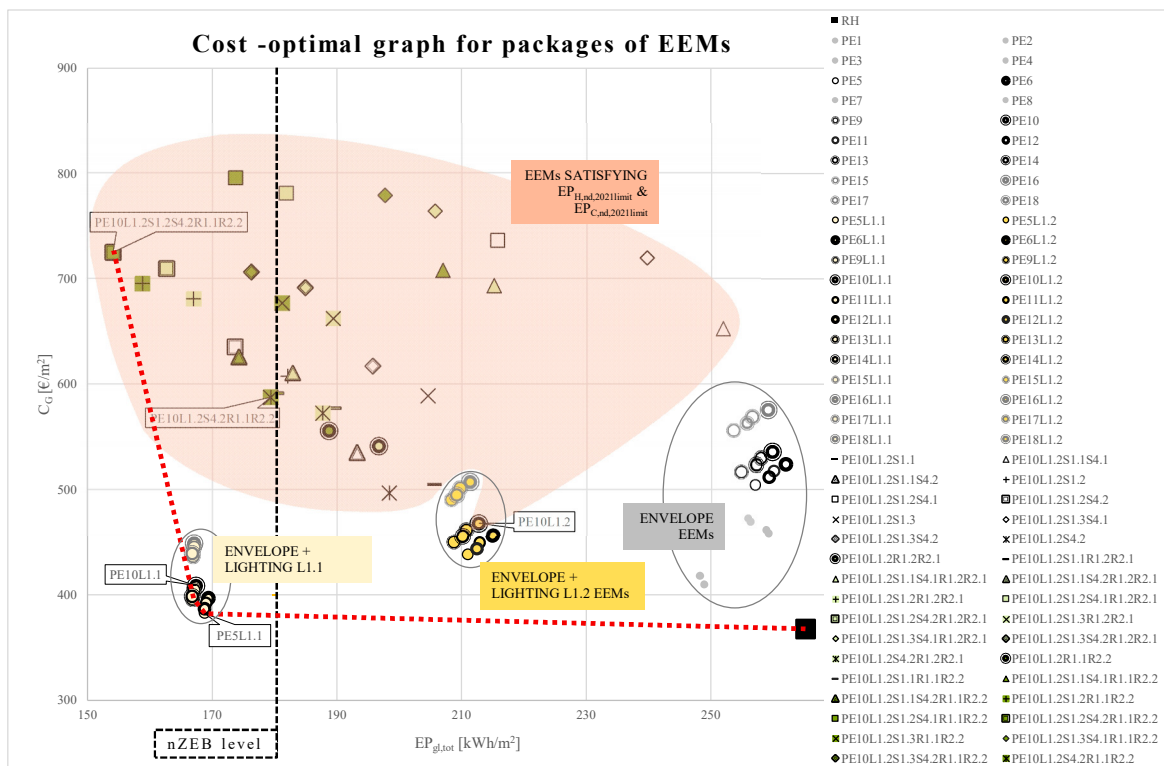 Cost -optimal graph for packages of EEMs
900
800
700
600
500
400
300
C_G [€/m²]
150
170
190
210
230
250
EP_gl,tot [kWh/m²]
nZEB level
EEMs SATISFYING
EP_H,nd,2021limit &
EP_C,nd,2021limit
PE10L1.2S1.2S4.2R1.1R2.2
PE10L1.2S4.2R1.1R2.2
PE10L1.2
ENVELOPE
EEMs
ENVELOPE +
LIGHTING L1.1
ENVELOPE +
LIGHTING L1.2 EEMs
PE10L1.1
PE5L1.1
RH
PE1 PE2
PE3 PE4
PE5 PE6
PE7 PE8
PE9 PE10
PE11 PE12
PE13 PE14
PE15 PE16
PE17 PE18
PE5L1.1 PE5L1.2
PE6L1.1 PE6L1.2
PE9L1.1 PE9L1.2
PE10L1.1 PE10L1.2
PE11L1.1 PE11L1.2
PE12L1.1 PE12L1.2
PE13L1.1 PE13L1.2
PE14L1.1 PE14L1.2
PE15L1.1 PE15L1.2
PE16L1.1 PE16L1.2
PE17L1.1 PE17L1.2
PE18L1.1 PE18L1.2
PE10L1.2S1.1 PE10L1.2S1.1S4.1
PE10L1.2S1.1S4.2 PE10L1.2S1.2
PE10L1.2S1.2S4.1 PE10L1.2S1.2S4.2
PE10L1.2S1.3 PE10L1.2S1.3S4.1
PE10L1.2S1.3S4.2 PE10L1.2S4.2
PE10L1.2R1.2R2.1 PE10L1.2S1.1R1.2R2.1
PE10L1.2S1.1S4.1R1.2R2.1 PE10L1.2S1.1S4.2R1.2R2.1
PE10L1.2S1.2R1.2R2.1 PE10L1.2S1.2S4.1R1.2R2.1
PE10L1.2S1.2S4.2R1.2R2.1 PE10L1.2S1.3R1.2R2.1
PE10L1.2S1.3S4.1R1.2R2.1 PE10L1.2S1.3S4.2R1.2R2.1
PE10L1.2S4.2R1.2R2.1 PE10L1.2R1.1R2.2
PE10L1.2S1.1R1.1R2.2 PE10L1.2S1.1S4.1R1.1R2.2
PE10L1.2S1.1S4.2R1.1R2.2 PE10L1.2S1.2R1.1R2.2
PE10L1.2S1.2S4.1R1.1R2.2 PE10L1.2S1.2S4.2R1.1R2.2
PE10L1.2S1.3R1.1R2.2 PE10L1.2S1.3S4.1R1.1R2.2
PE10L1.2S1.3S4.2R1.1R2.2 PE10L1.2S4.2R1.1R2.2